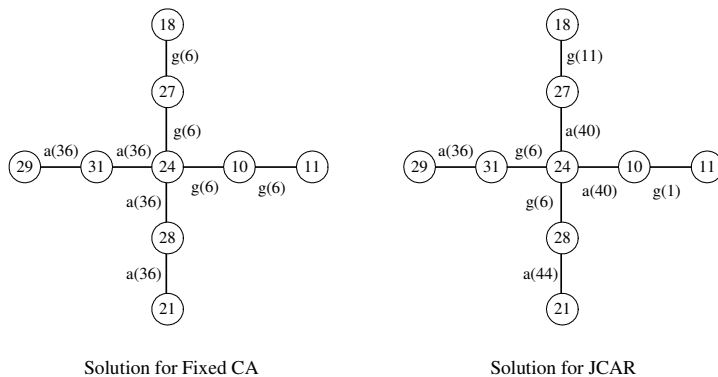 18 18
g(6) g(11)
27 27
g(6) a(40)
a(36) a(36) a(36) g(6)
29 31 24 10 11 29 31 24 10 11
a(36) g(6) g(6) g(6) a(40) g(1)
28 28
a(36) a(44)
21 21
Solution for Fixed CA Solution for JCAR